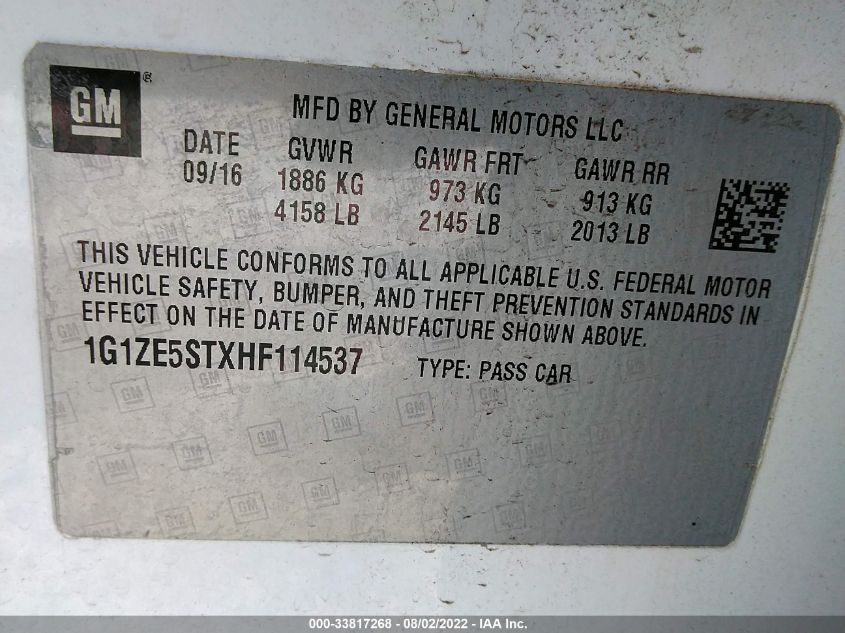 GM®
MFD BY GENERAL MOTORS LLC
DATE GVWR GAWR FRT GAWR RR
09/16 1886 KG 973 KG 913 KG
4158 LB 2145 LB 2013 LB
THIS VEHICLE CONFORMS TO ALL APPLICABLE U.S. FEDERAL MOTOR
VEHICLE SAFETY, BUMPER, AND THEFT PREVENTION STANDARDS IN
EFFECT ON THE DATE OF MANUFACTURE SHOWN ABOVE.
1G1ZE5STXHF114537 TYPE: PASS CAR
000-33817268 - 08/02/2022 - IAA Inc.